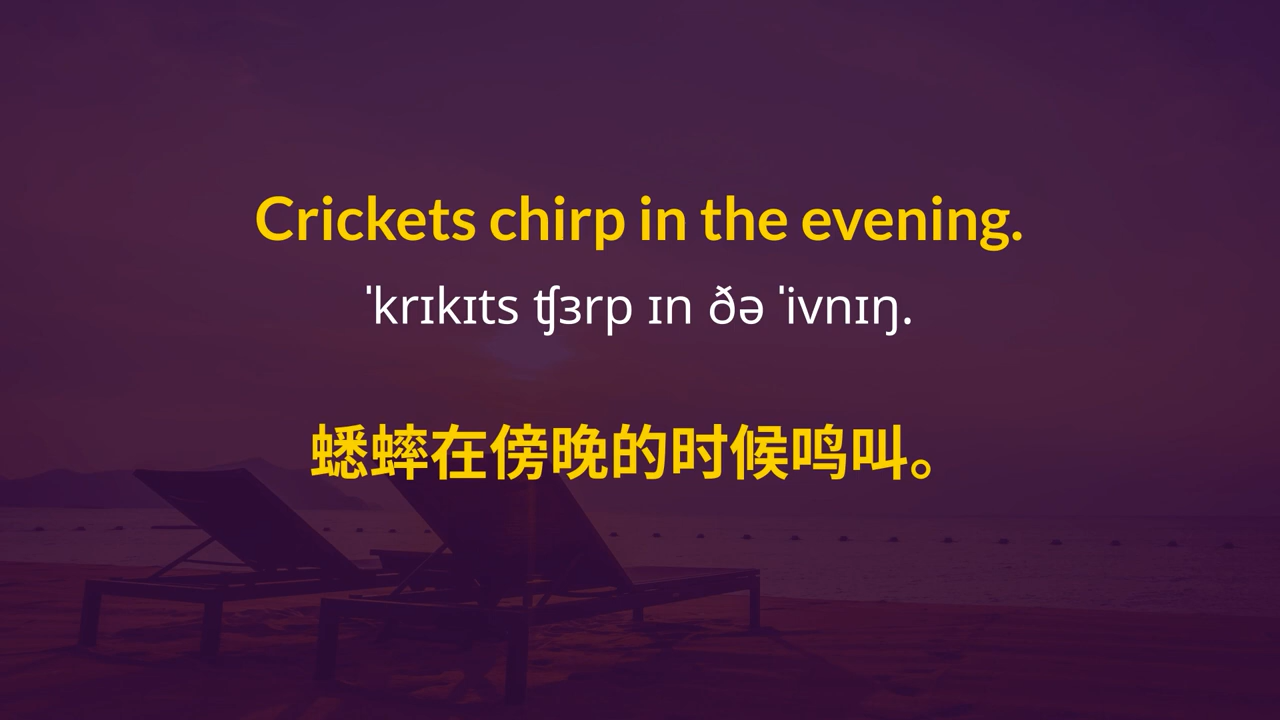 Crickets chirp in the evening.
ˈkrɪkɪts ʧɜrp ɪn ðə ˈivnɪŋ.
蟋蟀在傍晚的时候鸣叫。